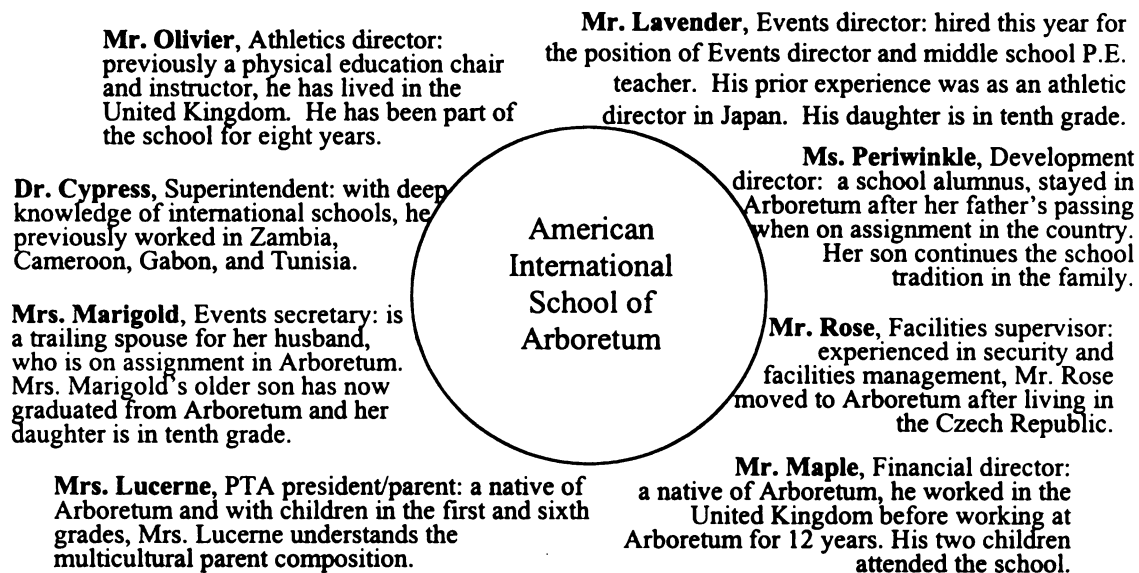 Mr. Olivier, Athletics director:
previously a physical education chair
and instructor, he has lived in the
United Kingdom. He has been part of
the school for eight years.
Mr. Lavender, Events director: hired this year for
the position of Events director and middle school P.E.
teacher. His prior experience was as an athletic
director in Japan. His daughter is in tenth grade.
Dr. Cypress, Superintendent: with deep
knowledge of international schools, he
previously worked in Zambia,
Cameroon, Gabon, and Tunisia.
Ms. Periwinkle, Development
director: a school alumnus, stayed in
Arboretum after her father's passing
when on assignment in the country.
Her son continues the school
tradition in the family.
American
International
School of
Arboretum
Mrs. Marigold, Events secretary: is
a trailing spouse for her husband,
who is on assignment in Arboretum.
Mrs. Marigold's older son has now
graduated from Arboretum and her
daughter is in tenth grade.
Mr. Rose, Facilities supervisor:
experienced in security and
facilities management, Mr. Rose
moved to Arboretum after living in
the Czech Republic.
Mrs. Lucerne, PTA president/parent: a native of
Arboretum and with children in the first and sixth
grades, Mrs. Lucerne understands the
multicultural parent composition.
Mr. Maple, Financial director:
a native of Arboretum, he worked in the
United Kingdom before working at
Arboretum for 12 years. His two children
attended the school.